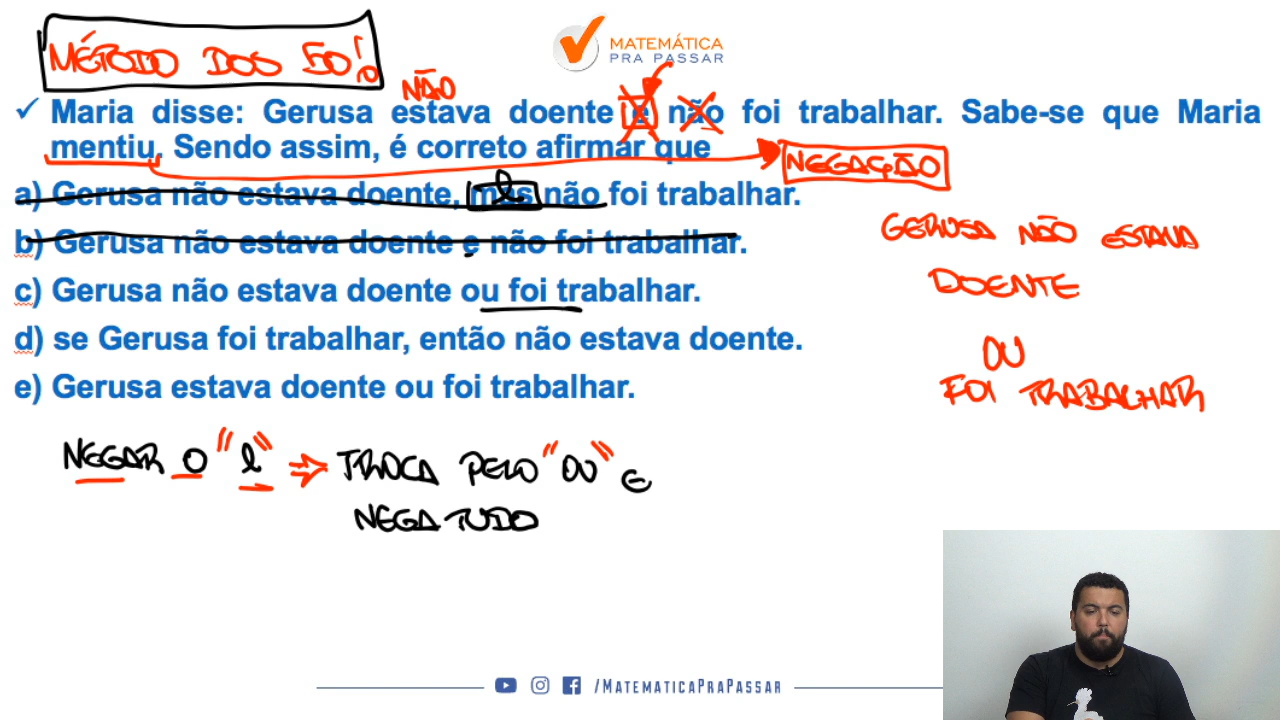 MÉTODO DOS 50!
MATEMÁTICA
PRA PASSAR
NÃO
✓ Maria disse: Gerusa estava doente e não foi trabalhar. Sabe-se que Maria
mentiu. Sendo assim, é correto afirmar que
NEGAÇÃO
a) Gerusa não estava doente, mas não foi trabalhar.
e
b) Gerusa não estava doente e não foi trabalhar.
c) Gerusa não estava doente ou foi trabalhar.
d) se Gerusa foi trabalhar, então não estava doente.
e) Gerusa estava doente ou foi trabalhar.
GERUSA NÃO ESTAVA
DOENTE
OU
FOI TRABALHAR
NEGAR O "e" ⇒ TROCA PELO "OU" E
NEGA TUDO
/MATEMATICAPRAPASSAR